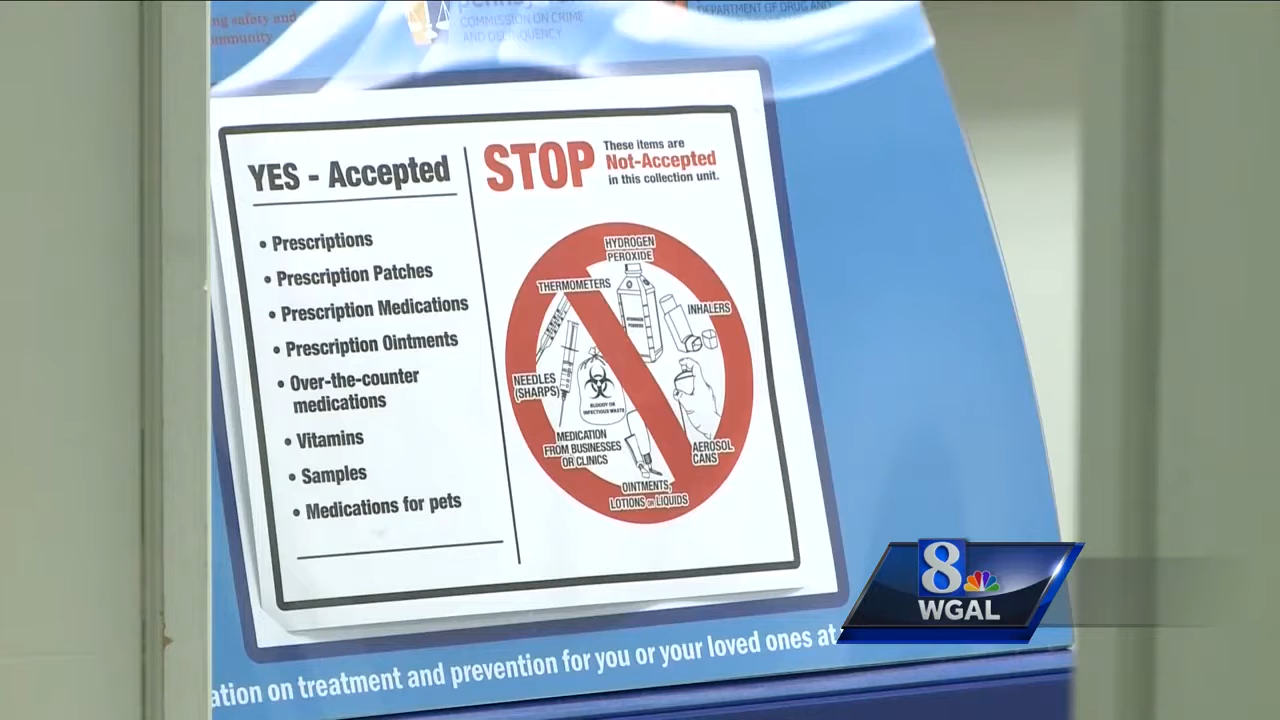 ng safety and
ommunity
COMMISSION ON CRIME
AND DELINQUENCY
DEPARTMENT OF DRUG AND
YES - Accepted
• Prescriptions
• Prescription Patches
• Prescription Medications
• Prescription Ointments
• Over-the-counter
medications
• Vitamins
• Samples
• Medications for pets
STOP
These items are
Not-Accepted
in this collection unit.
HYDROGEN
PEROXIDE
THERMOMETERS
INHALERS
HYDROGEN
PEROXIDE
NEEDLES
(SHARPS)
BLOODY OR
INFECTIOUS WASTE
MEDICATION
FROM BUSINESSES
OR CLINICS
AEROSOL
CANS
OINTMENTS,
LOTIONS OR LIQUIDS
ation on treatment and prevention for you or your loved ones at
8
WGAL